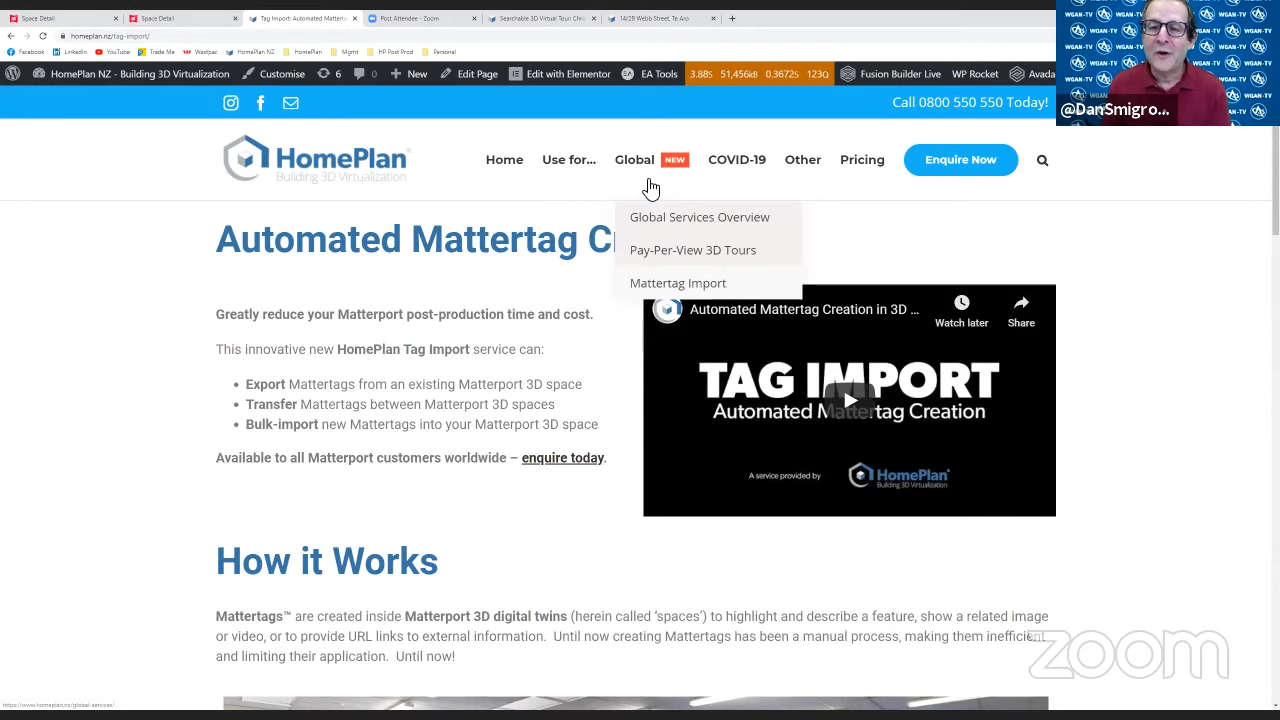 Space Detail
Space Detail
Tag Import: Automated Matterta
Post Attendee - Zoom
Searchable 3D Virtual Tour Chro
14/29 Webb Street, Te Aro
homeplan.nz/tag-import/
Facebook LinkedIn YouTube Trade Me Westpac HomePlan NZ HomePlan Mgmt HP Post Prod Personal
HomePlan NZ - Building 3D Virtualization Customise 6 0 New Edit Page Edit with Elementor EA Tools 3.88S 51,456kB 0.3672S 123Q Fusion Builder Live WP Rocket Avada
WGAN-TV
@DanSmigro...
Call 0800 550 550 Today!
HomePlan
Building 3D Virtualization
Home Use for... Global NEW COVID-19 Other Pricing Enquire Now
Global Services Overview
Pay-Per-View 3D Tours
Mattertag Import
Automated Mattertag C
Greatly reduce your Matterport post-production time and cost.
This innovative new HomePlan Tag Import service can:
• Export Mattertags from an existing Matterport 3D space
• Transfer Mattertags between Matterport 3D spaces
• Bulk-import new Mattertags into your Matterport 3D space
Available to all Matterport customers worldwide – enquire today.
Automated Mattertag Creation in 3D ...
Watch later Share
TAG IMPORT
Automated Mattertag Creation
A service provided by HomePlan
Building 3D Virtualization
How it Works
Mattertags™ are created inside Matterport 3D digital twins (herein called ‘spaces’) to highlight and describe a feature, show a related image
or video, or to provide URL links to external information. Until now creating Mattertags has been a manual process, making them inefficient
and limiting their application. Until now!
zoom
https://www.homeplan.nz/global-services/